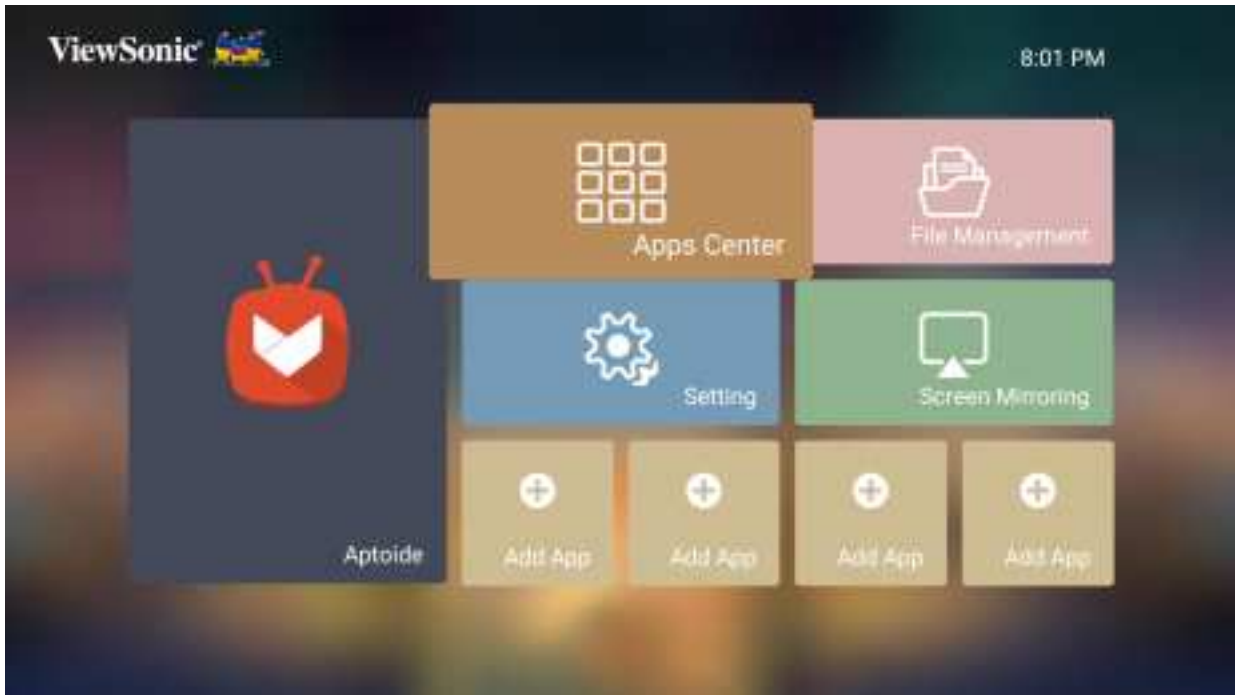 ViewSonic
8:01 PM
Apps Center
File Management
Setting
Screen Mirroring
Aptoide
Add App
Add App
Add App
Add App